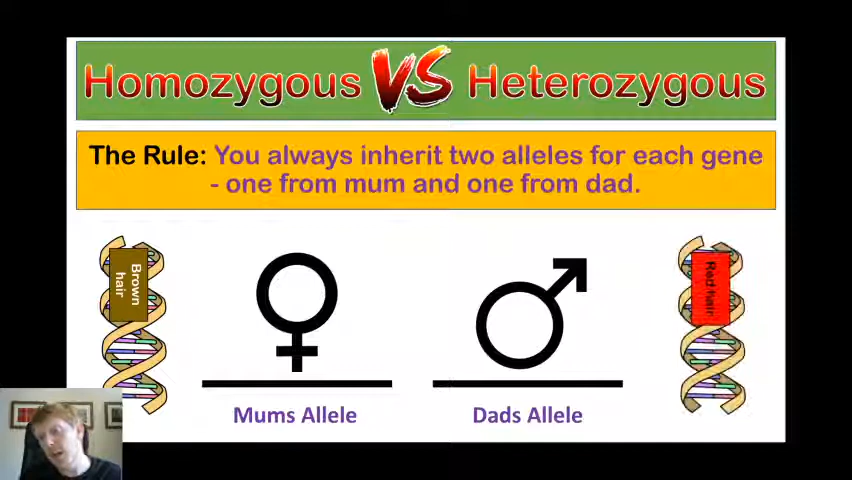 Homozygous VS Heterozygous
The Rule: You always inherit two alleles for each gene
- one from mum and one from dad.
Brown
hair
Red hair
Mums Allele
Dads Allele